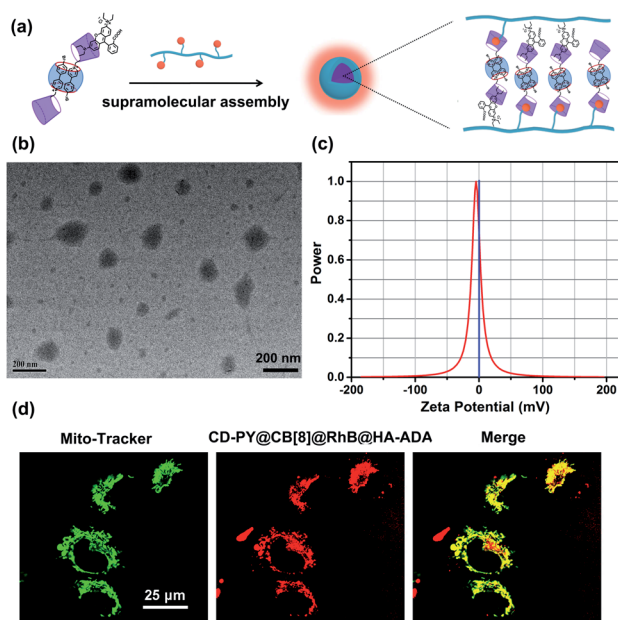 (a)
supramolecular assembly
(b)
200 nm
200 nm
(c)
Power
1.0
0.8
0.6
0.4
0.2
0.0
-200
-100
0
100
200
Zeta Potential (mV)
(d)
Mito-Tracker
CD-PY@CB[8]@RhB@HA-ADA
Merge
25 µm